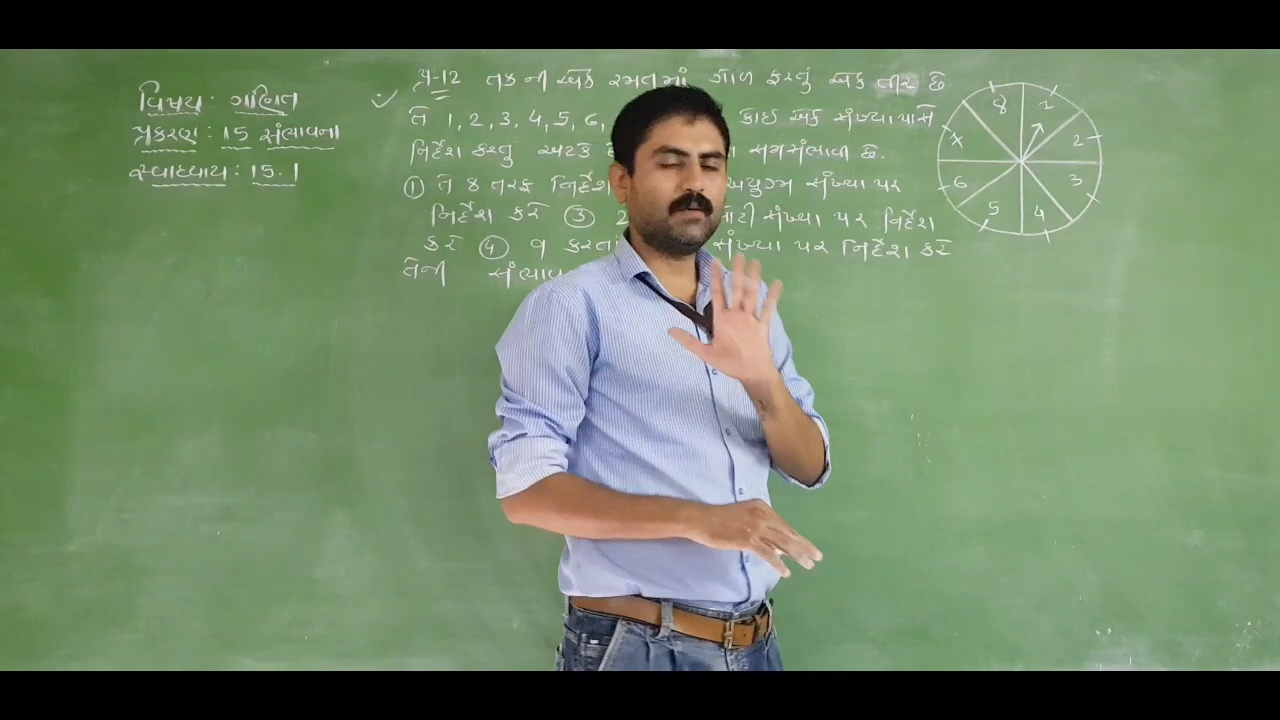 વિષય: ગણિત
પ્રકરણ: 15 સંભાવના
સ્વાધ્યાય: 15.1
પ્ર-12 તક ની એક રમતમાં ગોળ ફરતું એક તીર છે
તે 1, 2, 3, 4, 5, 6, કોઈ એક સંખ્યા પાસે
નિર્દેશ કરતું અટકે સમસંભાવી છે.
① તે 8 તરફ નિર્દેશ અયુગ્મ સંખ્યા પર
નિર્દેશ કરે ③ 2 મોટી સંખ્યા પર નિર્દેશ
કરે ④ 9 કરતાં સંખ્યા પર નિર્દેશ કરે
તેની
8 1
7 2
6 3
5 4